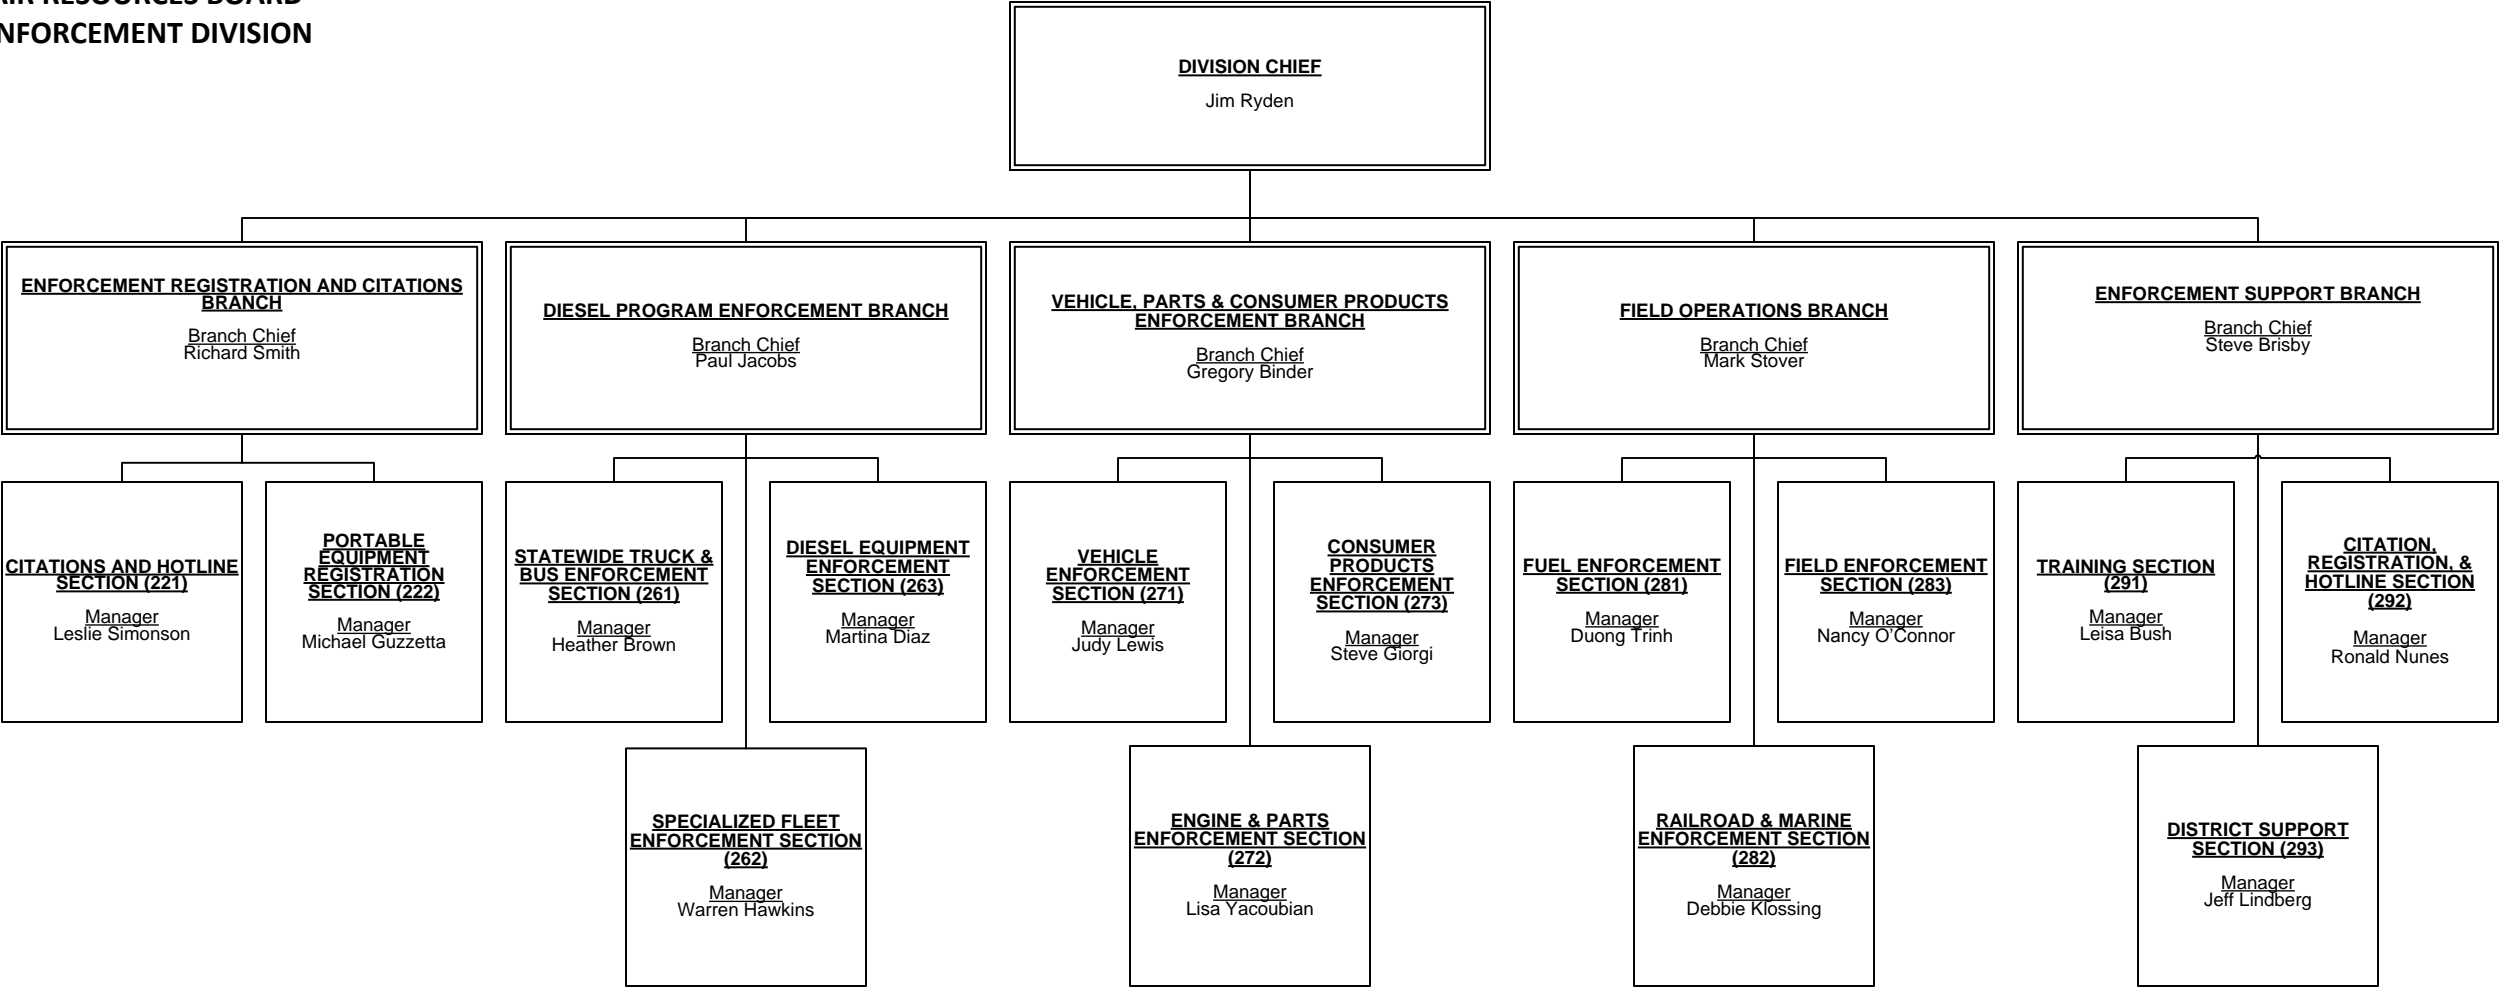 AIR RESOURCES BOARD
NFORCEMENT DIVISION
DIVISION CHIEF
Jim Ryden
ENFORCEMENT REGISTRATION AND CITATIONS
BRANCH
Branch Chief
Richard Smith
DIESEL PROGRAM ENFORCEMENT BRANCH
Branch Chief
Paul Jacobs
VEHICLE, PARTS & CONSUMER PRODUCTS
ENFORCEMENT BRANCH
Branch Chief
Gregory Binder
FIELD OPERATIONS BRANCH
Branch Chief
Mark Stover
ENFORCEMENT SUPPORT BRANCH
Branch Chief
Steve Brisby
CITATIONS AND HOTLINE
SECTION (221)
Manager
Leslie Simonson
PORTABLE
EQUIPMENT
REGISTRATION
SECTION (222)
Manager
Michael Guzzetta
STATEWIDE TRUCK &
BUS ENFORCEMENT
SECTION (261)
Manager
Heather Brown
DIESEL EQUIPMENT
ENFORCEMENT
SECTION (263)
Manager
Martina Diaz
VEHICLE
ENFORCEMENT
SECTION (271)
Manager
Judy Lewis
CONSUMER
PRODUCTS
ENFORCEMENT
SECTION (273)
Manager
Steve Giorgi
FUEL ENFORCEMENT
SECTION (281)
Manager
Duong Trinh
FIELD ENFORCEMENT
SECTION (283)
Manager
Nancy O’Connor
TRAINING SECTION
(291)
Manager
Leisa Bush
CITATION,
REGISTRATION, &
HOTLINE SECTION
(292)
Manager
Ronald Nunes
SPECIALIZED FLEET
ENFORCEMENT SECTION
(262)
Manager
Warren Hawkins
ENGINE & PARTS
ENFORCEMENT SECTION
(272)
Manager
Lisa Yacoubian
RAILROAD & MARINE
ENFORCEMENT SECTION
(282)
Manager
Debbie Klossing
DISTRICT SUPPORT
SECTION (293)
Manager
Jeff Lindberg